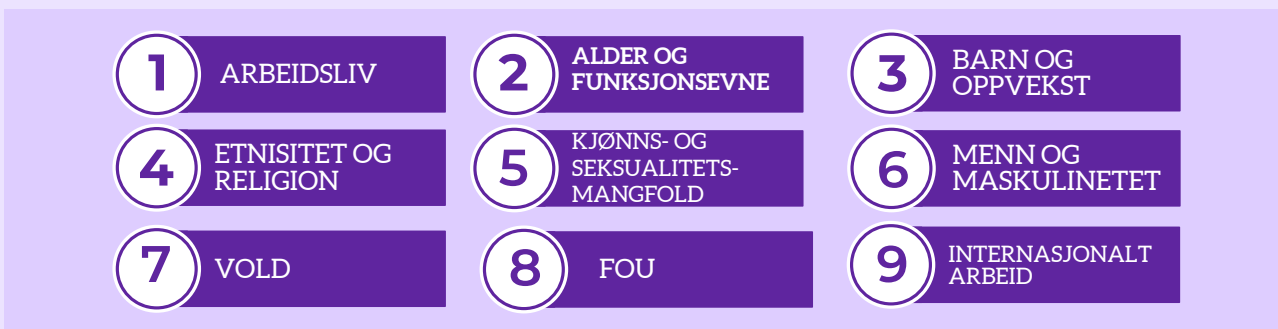 1 ARBEIDSLIV
2 ALDER OG
FUNKSJONSEVNE
3 BARN OG
OPPVEKST
4 ETNISITET OG
RELIGION
5 KJØNNS- OG
SEKSUALITETS-
MANGFOLD
6 MENN OG
MASKULINETET
7 VOLD
8 FOU
9 INTERNASJONALT
ARBEID